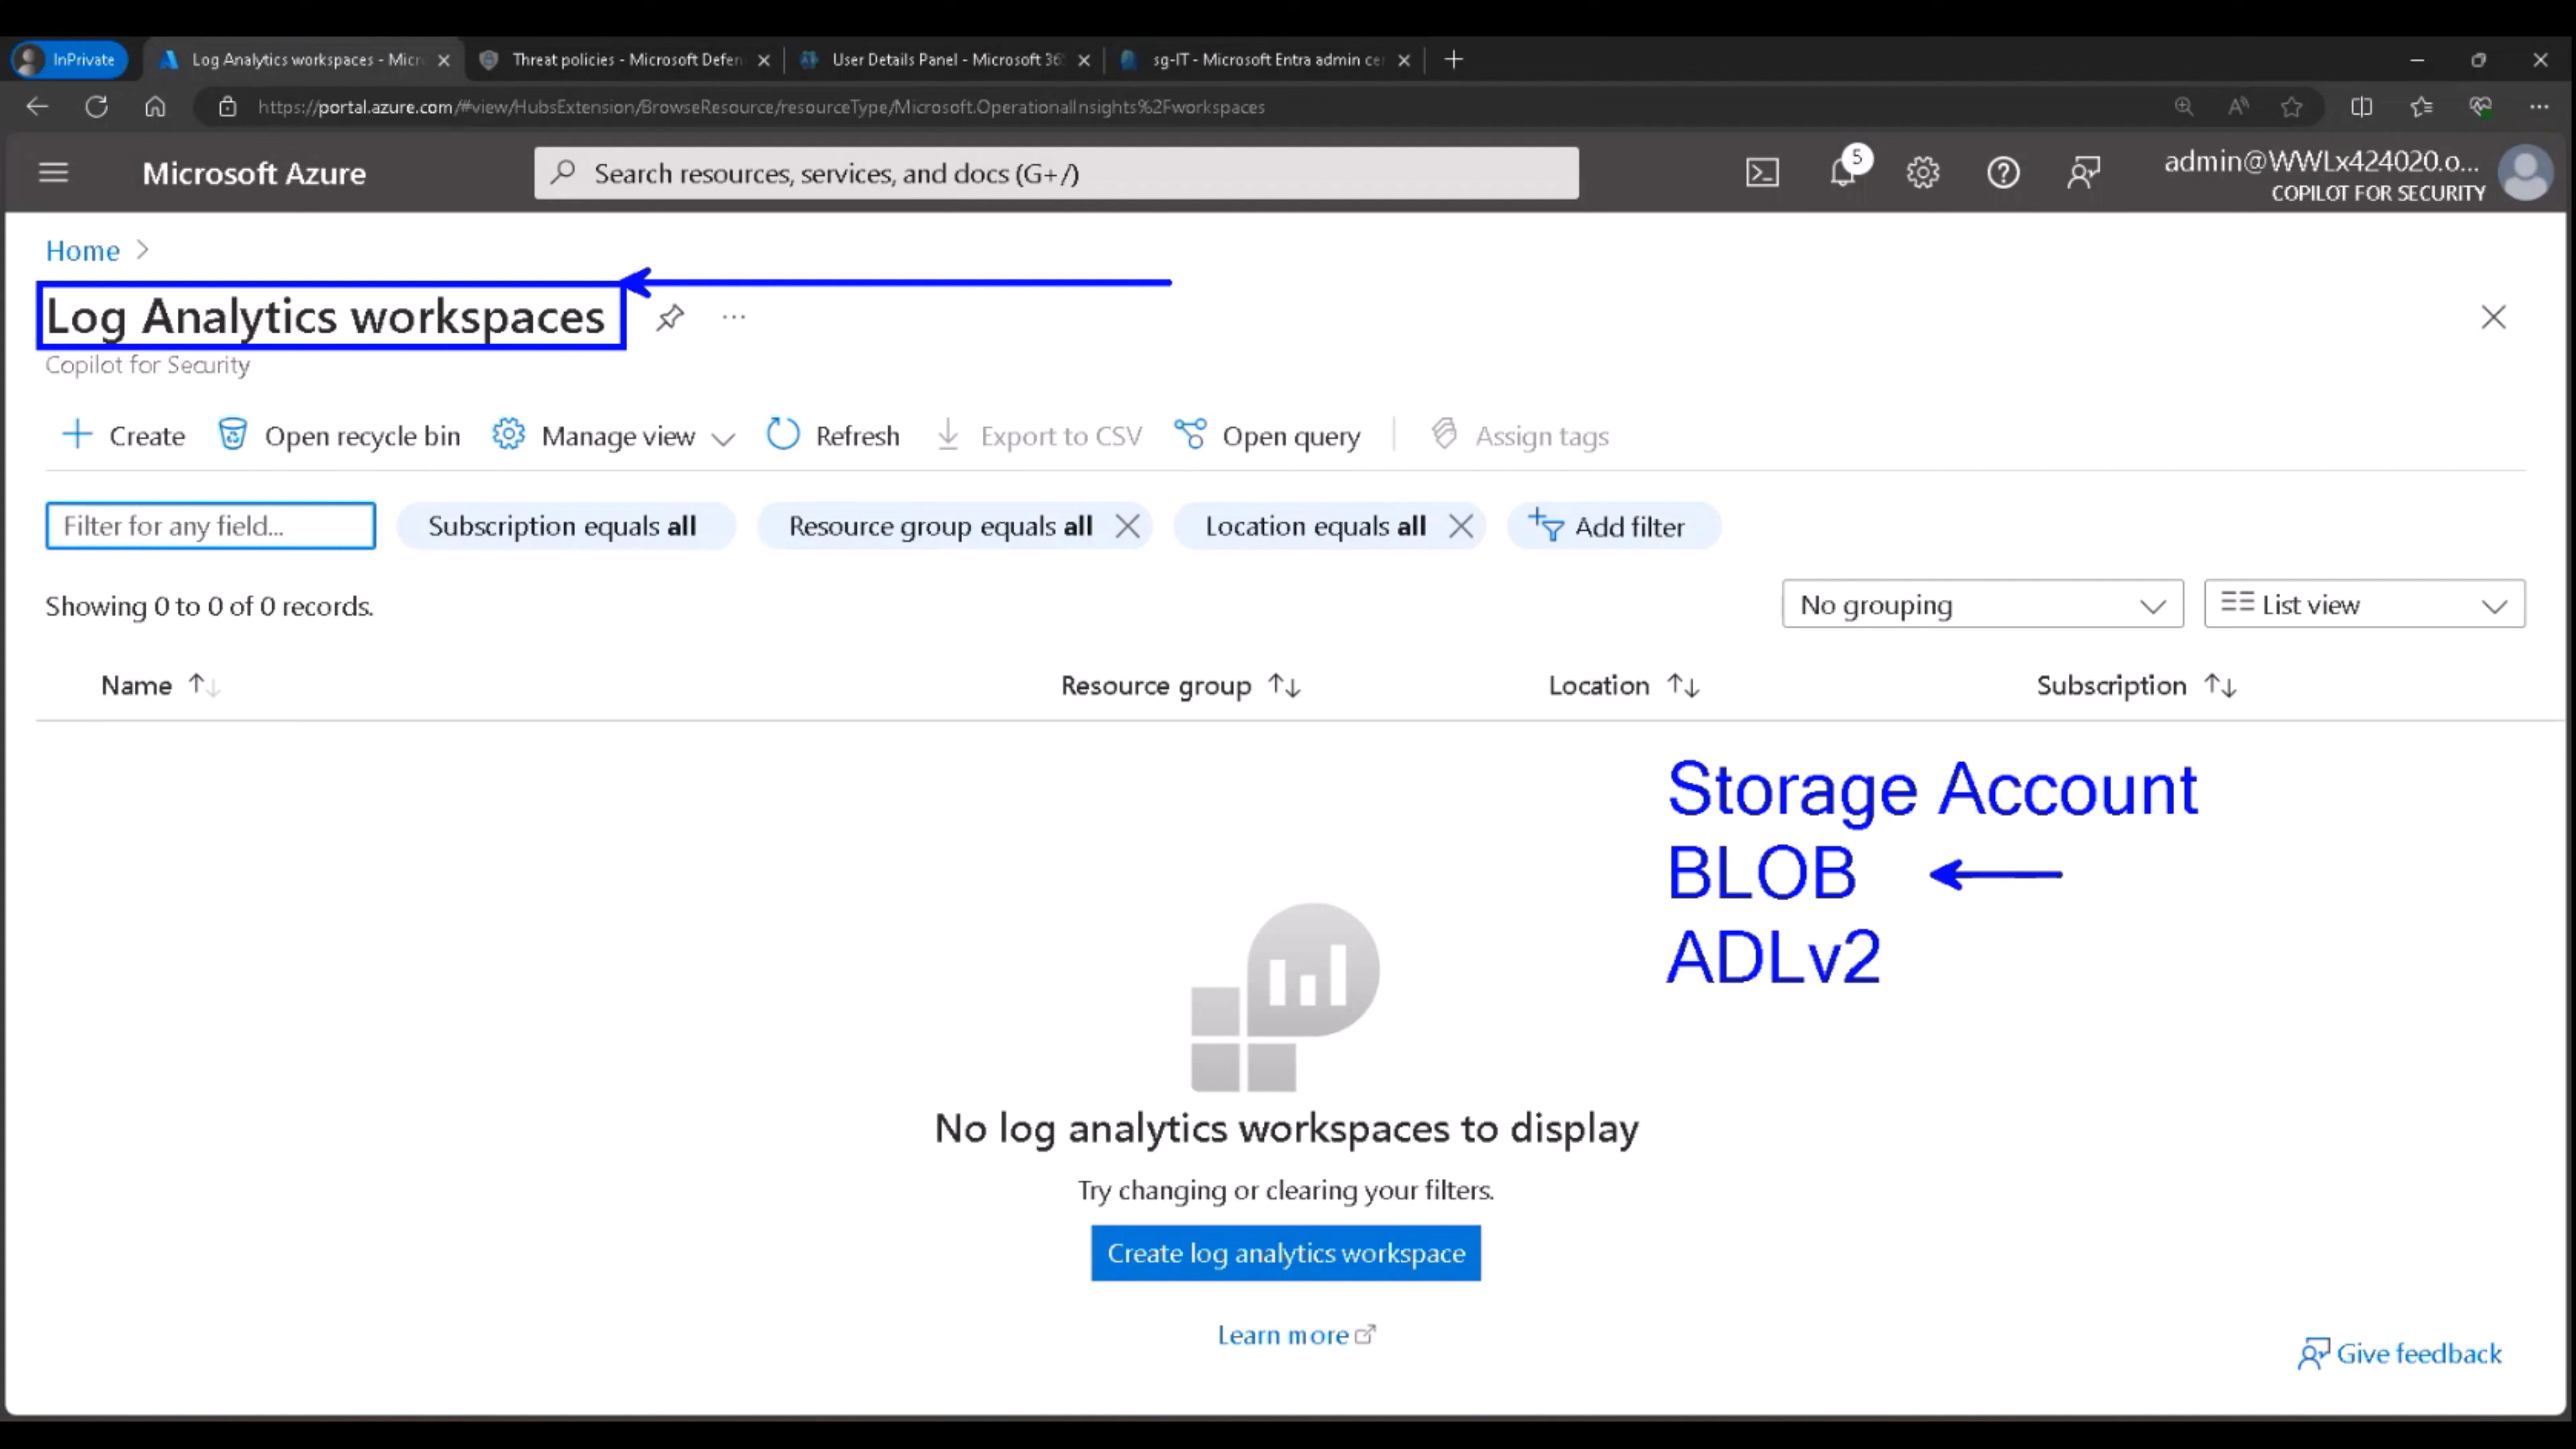 InPrivate
Log Analytics workspaces - Micr
Threat policies - Microsoft Defen
User Details Panel - Microsoft 36
sg-IT - Microsoft Entra admin ce
https://portal.azure.com/#view/HubsExtension/BrowseResource/resourceType/Microsoft.OperationalInsights%2Fworkspaces
Microsoft Azure
Search resources, services, and docs (G+/)
5
admin@WWLx424020.o...
COPILOT FOR SECURITY
Home
Log Analytics workspaces
Copilot for Security
Create
Open recycle bin
Manage view
Refresh
Export to CSV
Open query
Assign tags
Filter for any field...
Subscription equals all
Resource group equals all
Location equals all
Add filter
Showing 0 to 0 of 0 records.
No grouping
List view
Name
Resource group
Location
Subscription
Storage Account
BLOB
ADLv2
No log analytics workspaces to display
Try changing or clearing your filters.
Create log analytics workspace
Learn more
Give feedback